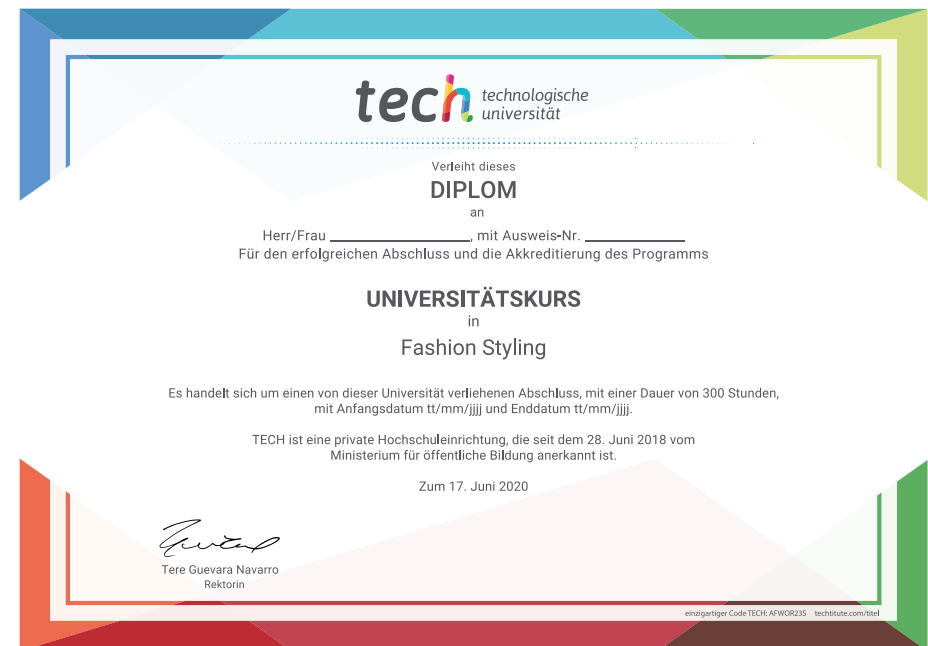 tech technologische
universität
Verleiht dieses
DIPLOM
an
Herr/Frau ____________________, mit Ausweis-Nr. ______________
Für den erfolgreichen Abschluss und die Akkreditierung des Programms
UNIVERSITÄTSKURS
in
Fashion Styling
Es handelt sich um einen von dieser Universität verliehenen Abschluss, mit einer Dauer von 300 Stunden,
mit Anfangsdatum tt/mm/jjjj und Enddatum tt/mm/jjjj.
TECH ist eine private Hochschuleinrichtung, die seit dem 28. Juni 2018 vom
Ministerium für öffentliche Bildung anerkannt ist.
Zum 17. Juni 2020
Tere Guevara Navarro
Rektorin
einzigartiger Code TECH: AFWOR23S techtitute.com/titel